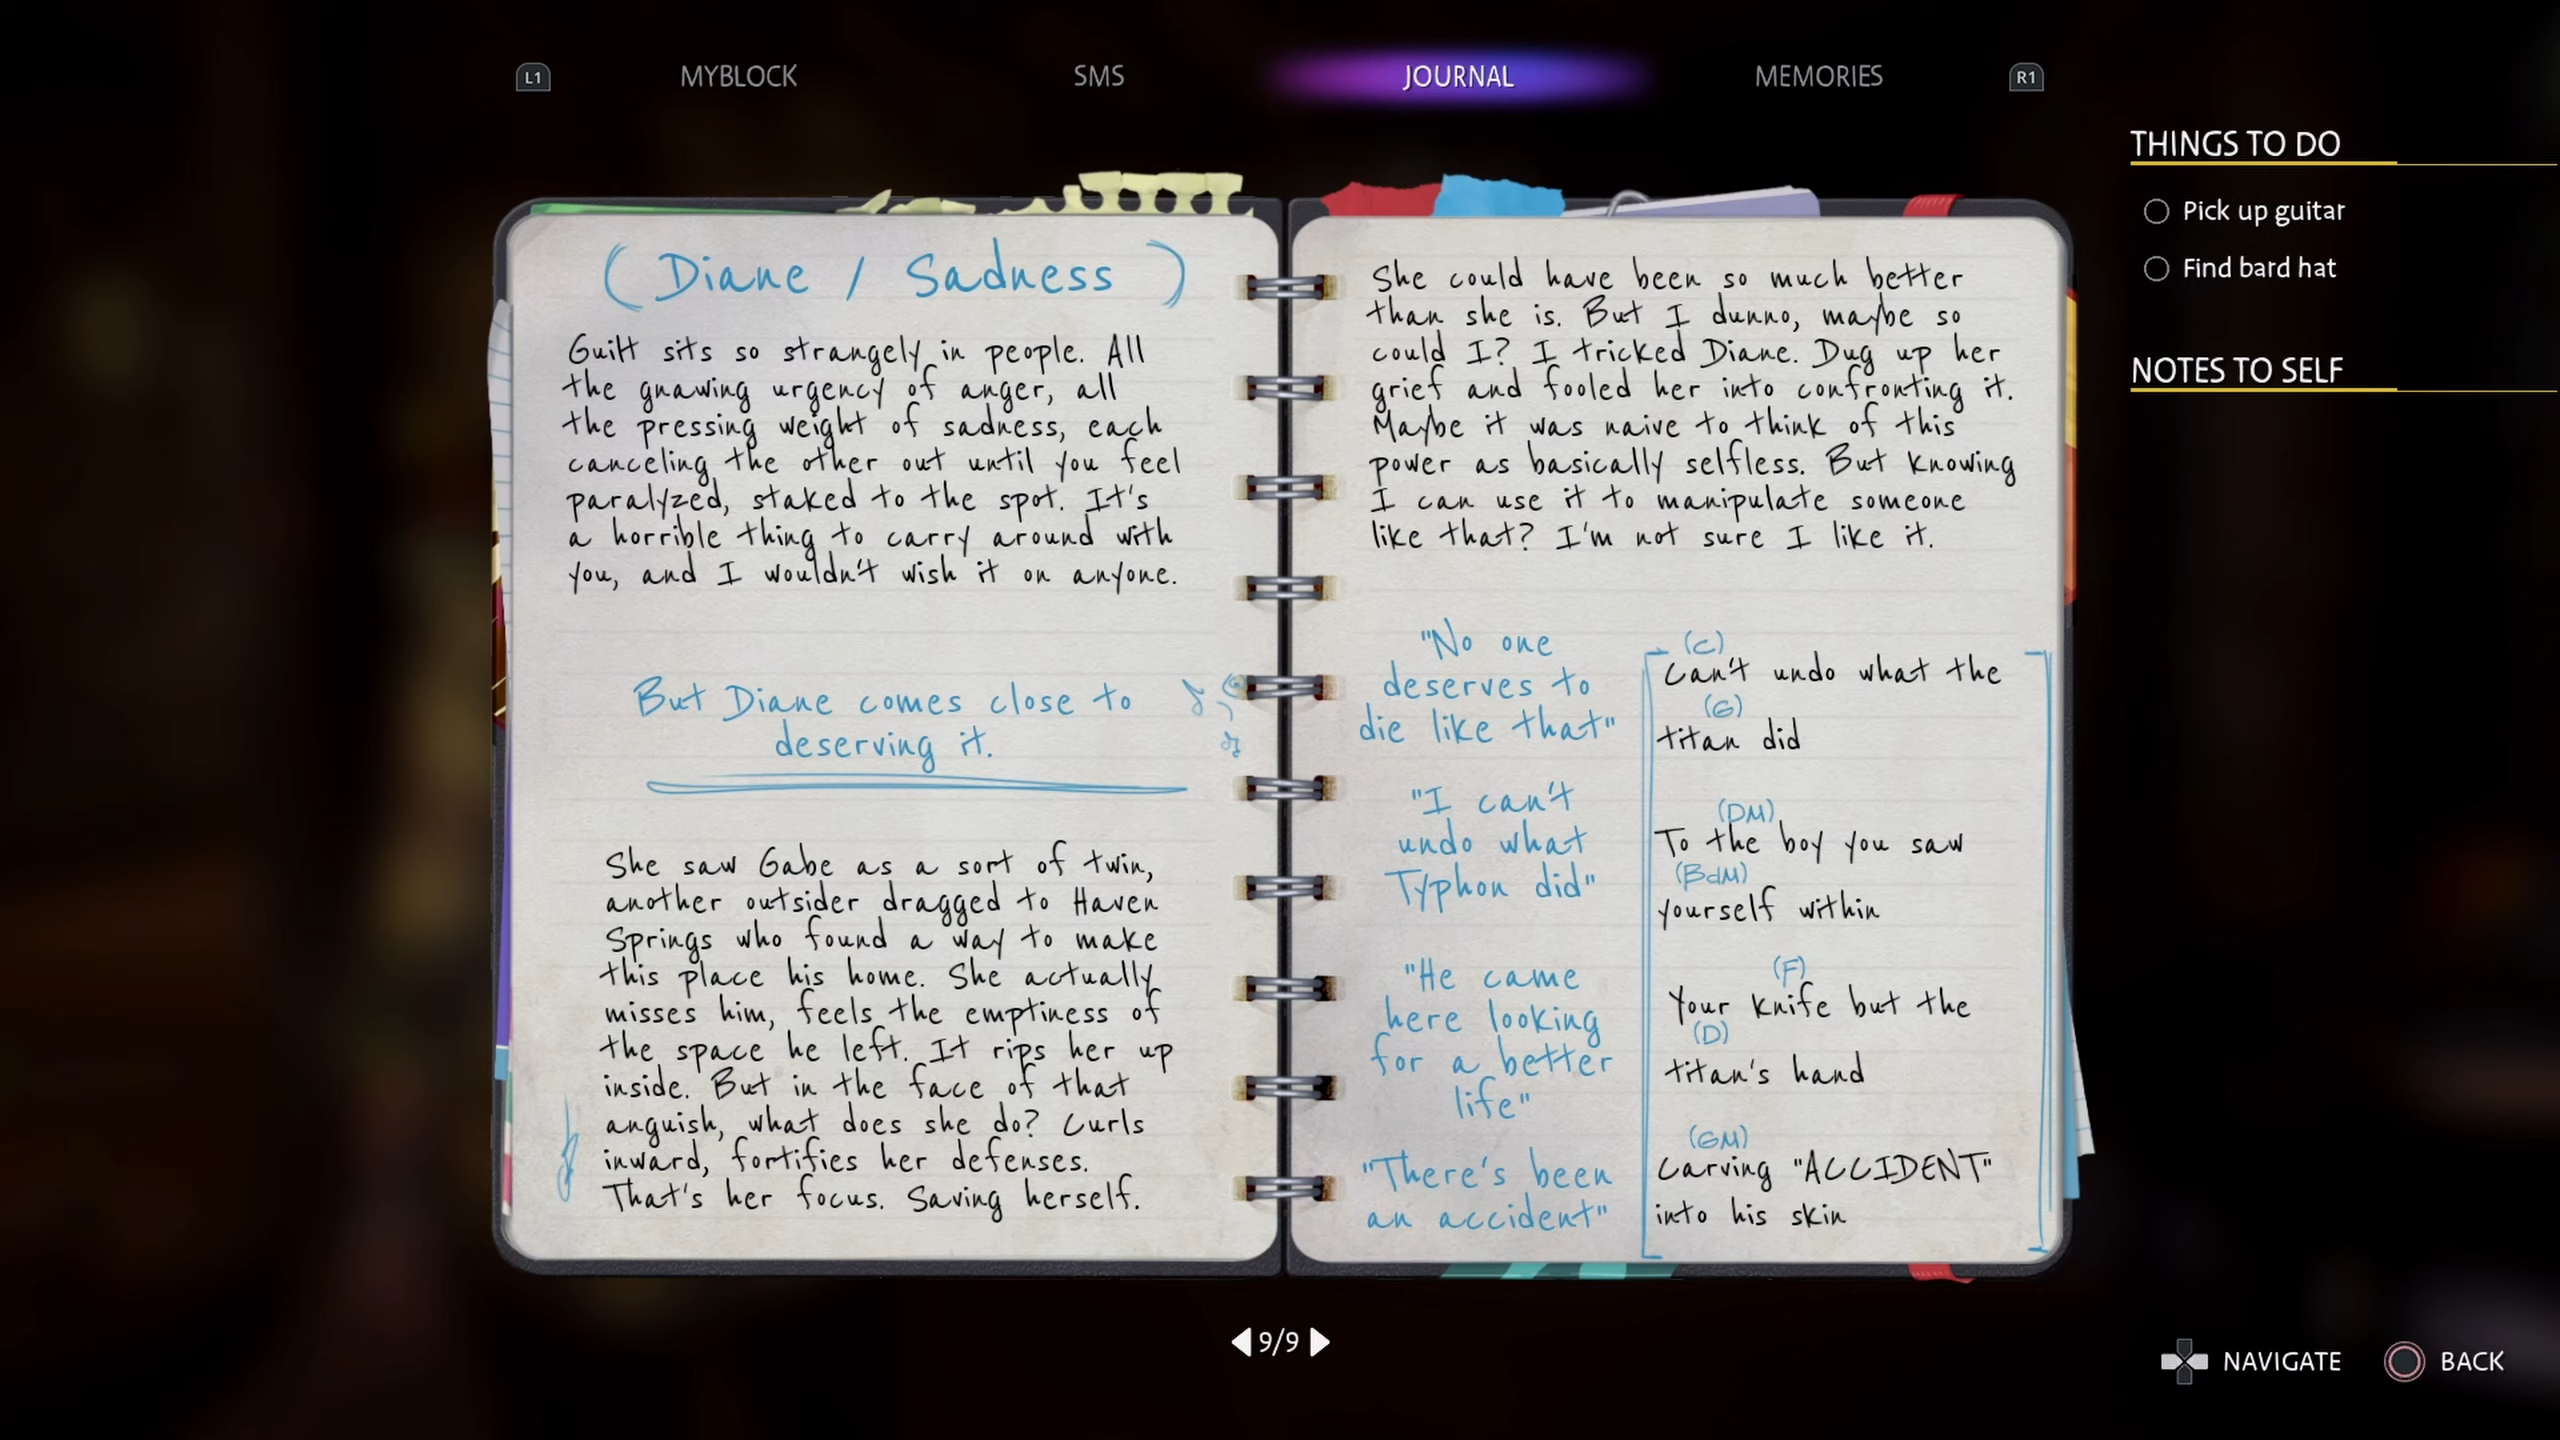 L1
MYBLOCK
SMS
JOURNAL
MEMORIES
R1
THINGS TO DO
Pick up guitar
Find bard hat
NOTES TO SELF
(Diane / Sadness)
Guilt sits so strangely in people. All
the gnawing urgency of anger, all
the pressing weight of sadness, each
canceling the other out until you feel
paralyzed, staked to the spot. It's
a horrible thing to carry around with
you, and I wouldn't wish it on anyone.
But Diane comes close to
deserving it.
She saw Gabe as a sort of twin,
another outsider dragged to Haven
Springs who found a way to make
this place his home. She actually
misses him, feels the emptiness of
the space he left. It rips her up
inside. But in the face of that
anguish, what does she do? Curls
inward, fortifies her defenses.
That's her focus. Saving herself.
She could have been so much better
than she is. But I dunno, maybe so
could I? I tricked Diane. Dug up her
grief and fooled her into confronting it.
Maybe it was naive to think of this
power as basically selfless. But knowing
I can use it to manipulate someone
like that? I'm not sure I like it.
"No one
deserves to
die like that"
"I can't
undo what
Typhon did"
"He came
here looking
for a better
life"
"There's been
an accident"
(C)
Can't undo what the
(G)
titan did
(DM)
To the boy you saw
(BdM)
yourself within
(F)
Your knife but the
(D)
titan's hand
(GM)
Carving "ACCIDENT"
into his skin
9/9
NAVIGATE
BACK